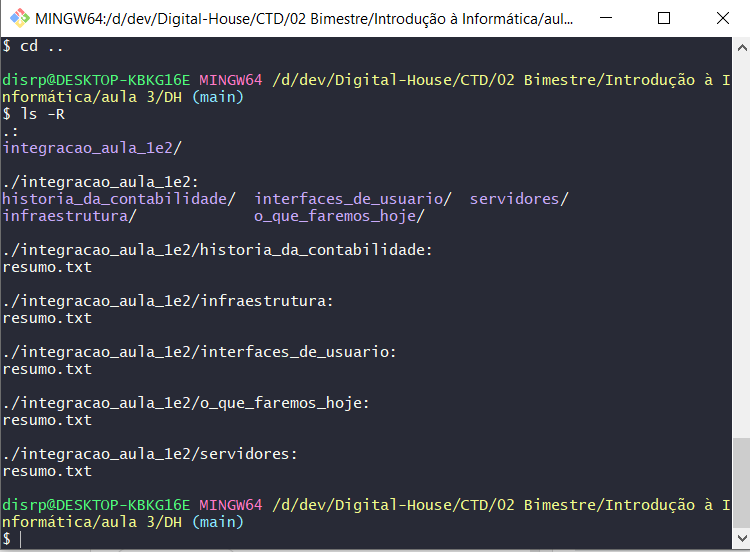 MINGW64:/d/dev/Digital-House/CTD/02 Bimestre/Introdução à Informática/aul...
$ cd ..
disrp@DESKTOP-KBKG16E MINGW64 /d/dev/Digital-House/CTD/02 Bimestre/Introdução à I
nformática/aula 3/DH (main)
$ ls -R
.:
integracao_aula_1e2/
./integracao_aula_1e2:
historia_da_contabilidade/  interfaces_de_usuario/  servidores/
infraestrutura/             o_que_faremos_hoje/
./integracao_aula_1e2/historia_da_contabilidade:
resumo.txt
./integracao_aula_1e2/infraestrutura:
resumo.txt
./integracao_aula_1e2/interfaces_de_usuario:
resumo.txt
./integracao_aula_1e2/o_que_faremos_hoje:
resumo.txt
./integracao_aula_1e2/servidores:
resumo.txt
disrp@DESKTOP-KBKG16E MINGW64 /d/dev/Digital-House/CTD/02 Bimestre/Introdução à I
nformática/aula 3/DH (main)
$